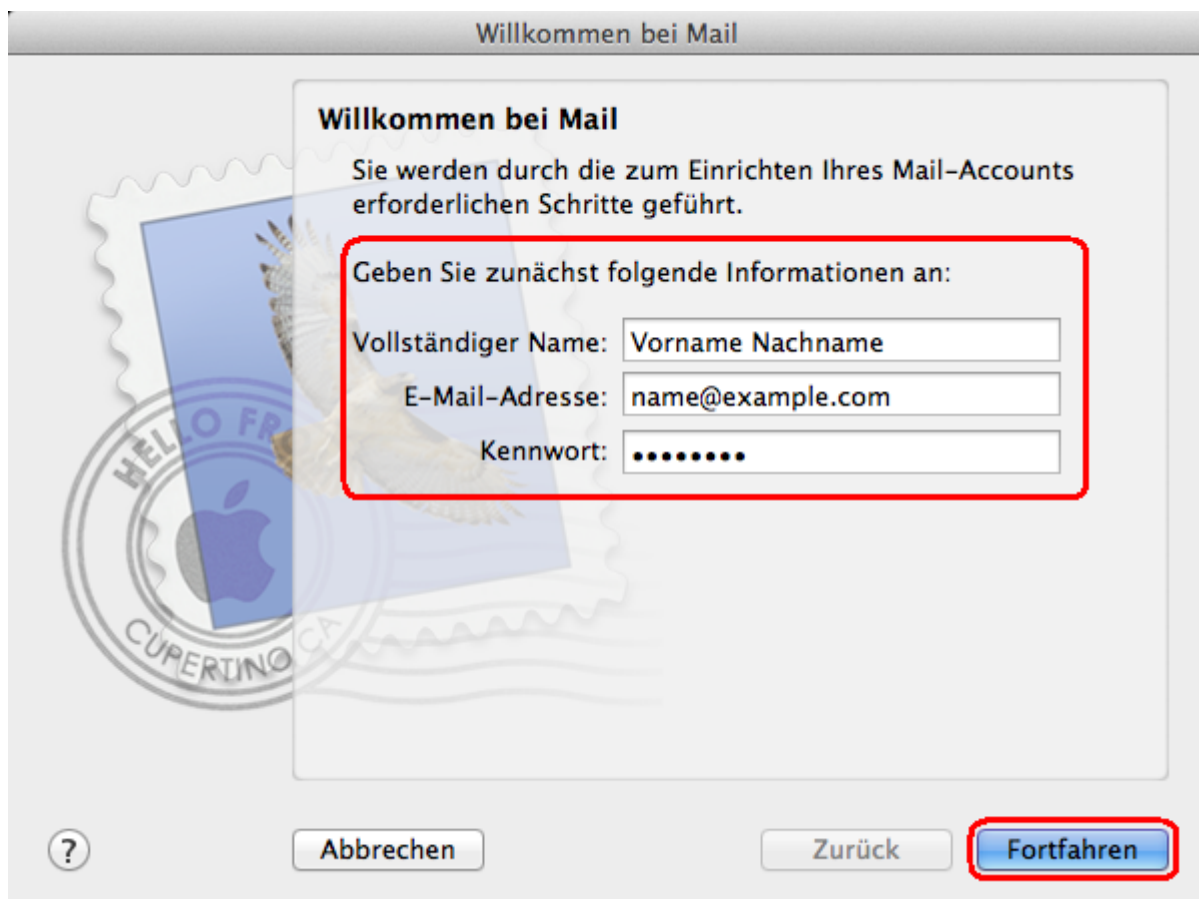 Willkommen bei Mail
Willkommen bei Mail
Sie werden durch die zum Einrichten Ihres Mail-Accounts
erforderlichen Schritte geführt.
Geben Sie zunächst folgende Informationen an:
Vollständiger Name: Vorname Nachname
E-Mail-Adresse: name@example.com
Kennwort: ••••••••
HELLO FR
CUPERTINO CA
? Abbrechen Zurück Fortfahren